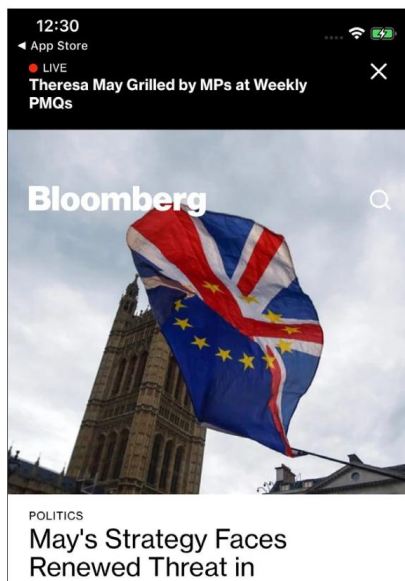 12:30
◀ App Store
LIVE
Theresa May Grilled by MPs at Weekly
PMQs
Bloomberg
POLITICS
May's Strategy Faces
Renewed Threat in